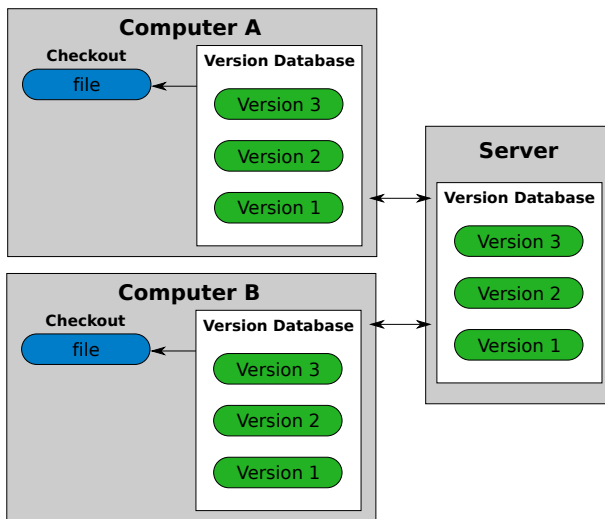 Computer A
Checkout
file
Version Database
Version 3
Version 2
Version 1
Server
Version Database
Version 3
Version 2
Version 1
Computer B
Checkout
file
Version Database
Version 3
Version 2
Version 1